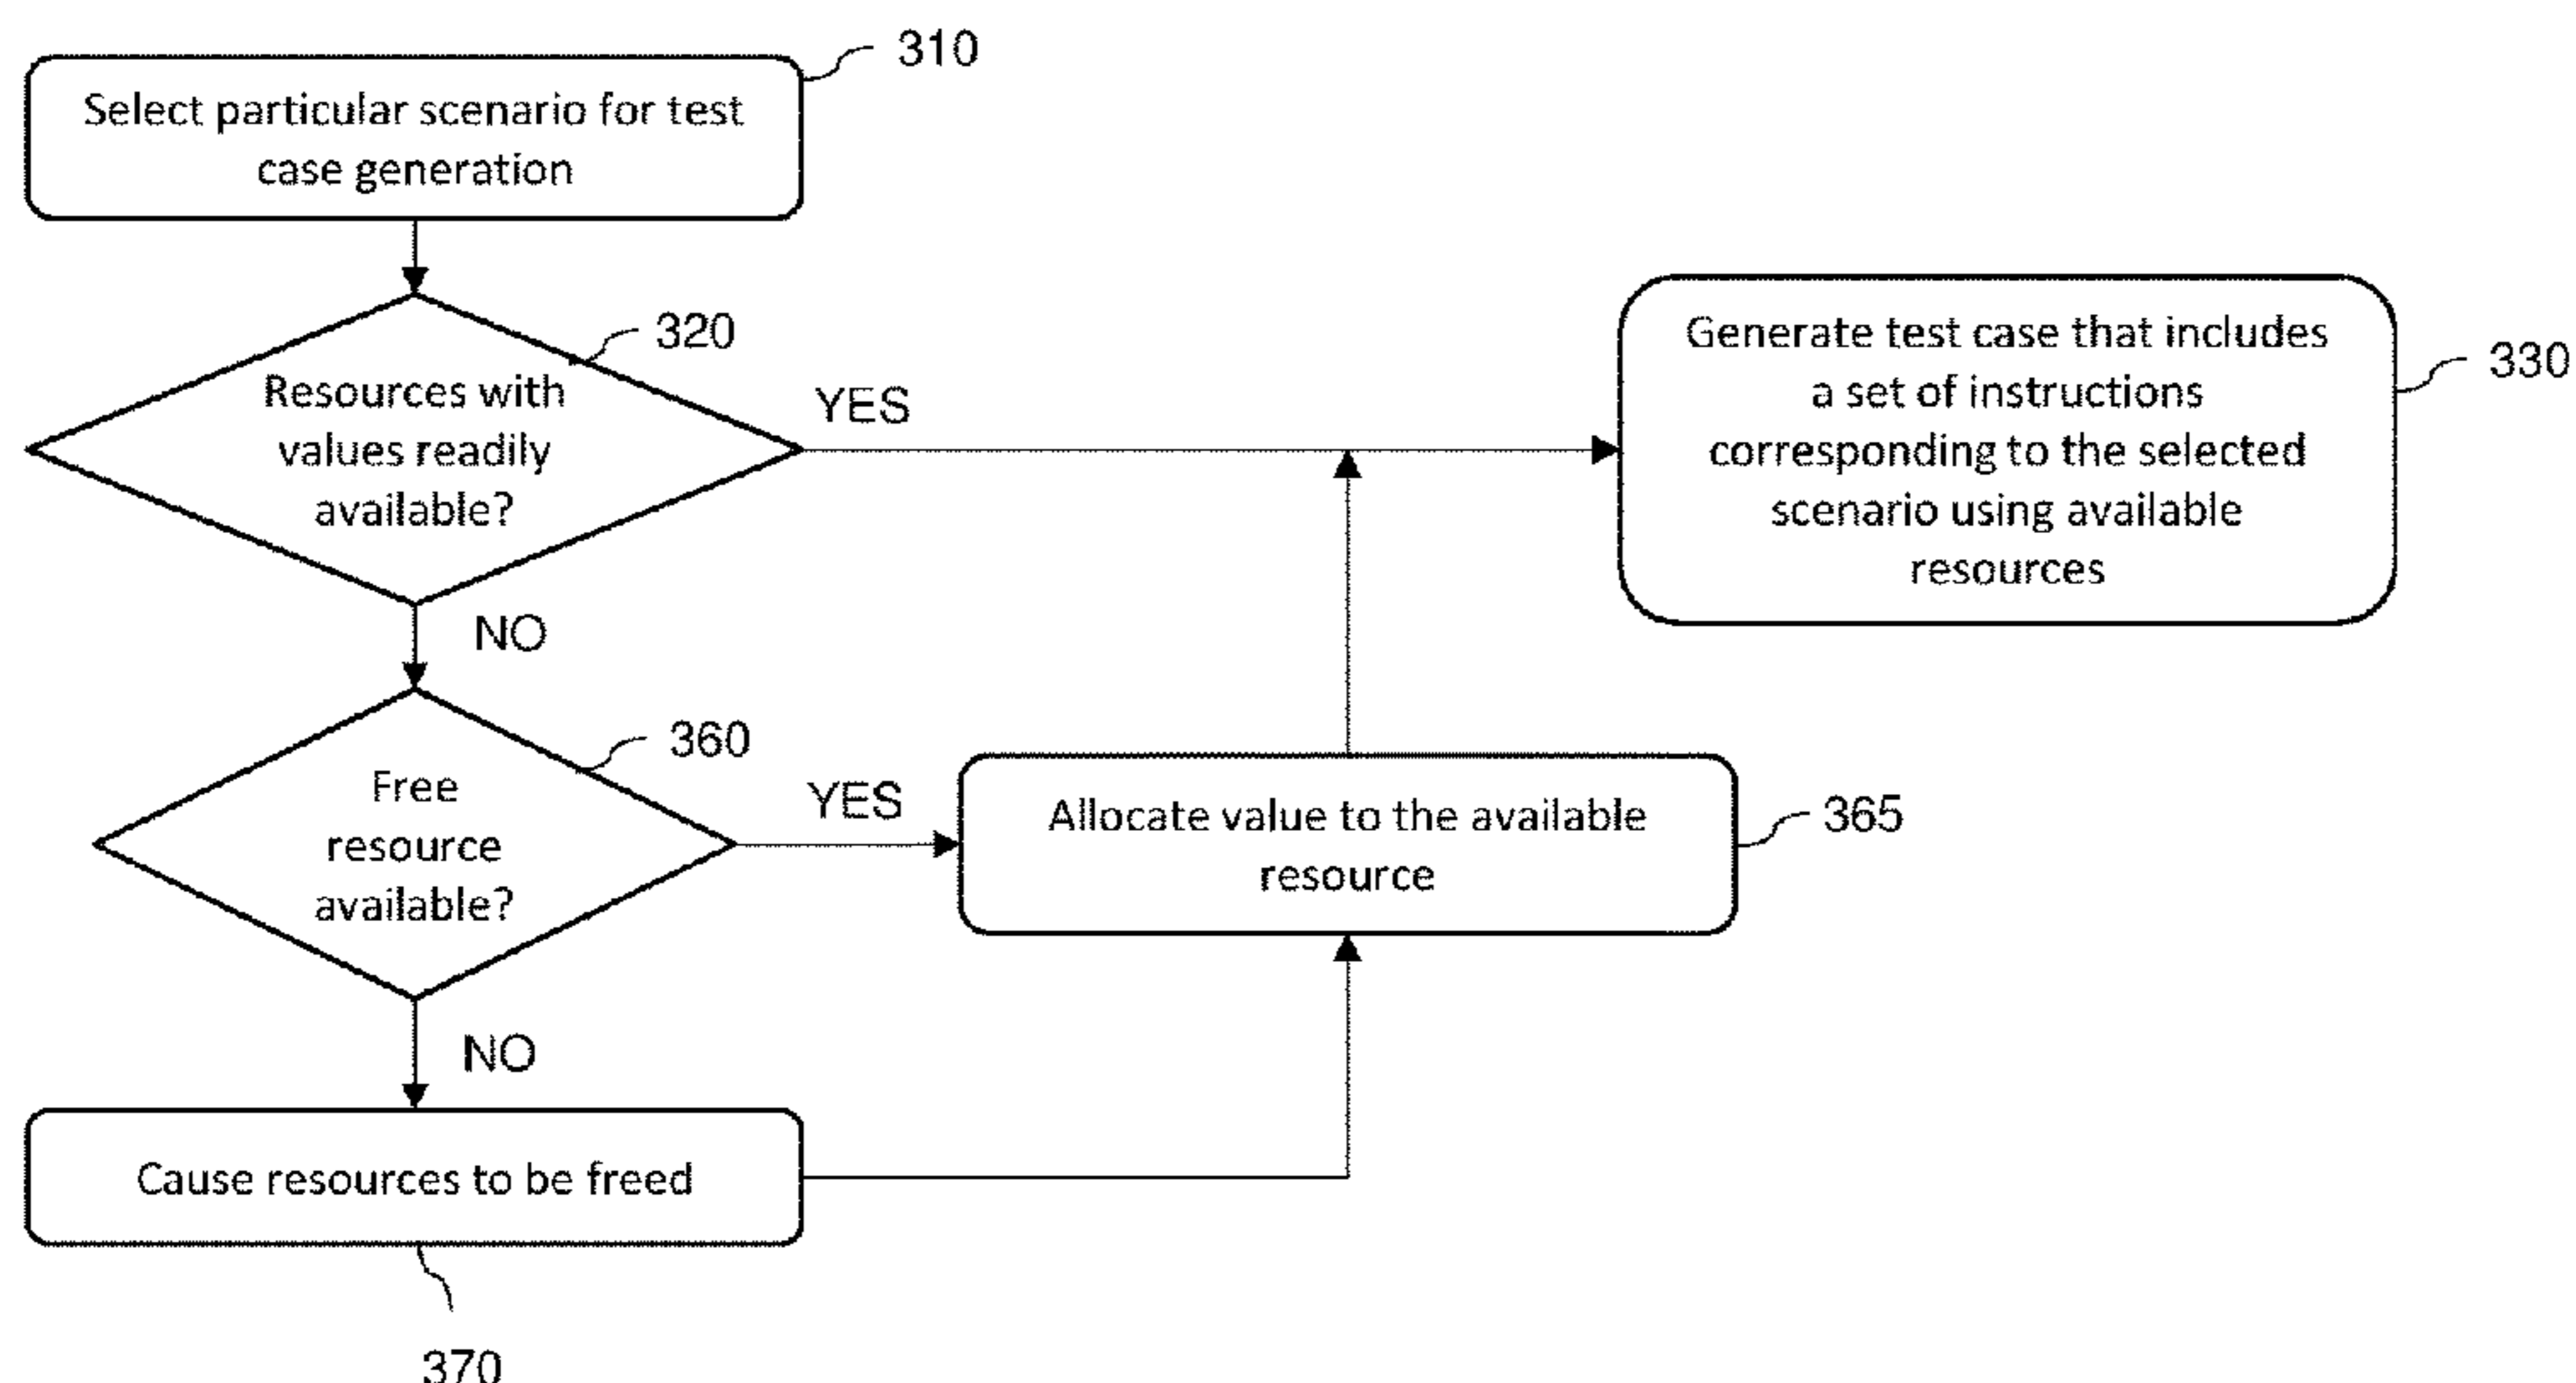 310
Select particular scenario for test
case generation
320
Resources with
values readily
available?
YES
Generate test case that includes
a set of instructions
corresponding to the selected
scenario using available
resources
330
NO
360
Free
resource
available?
YES
Allocate value to the available
resource
365
NO
Cause resources to be freed
370